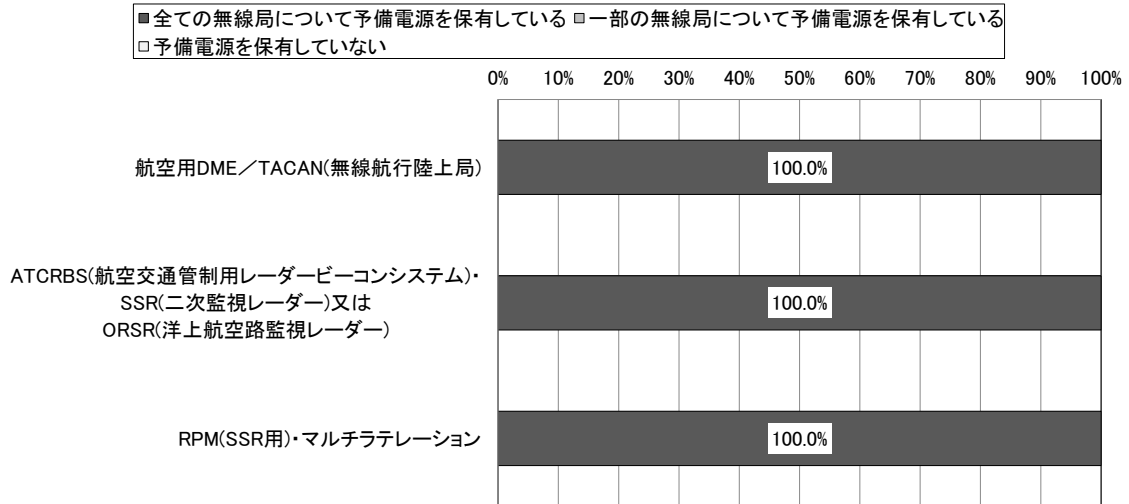 ■全ての無線局について予備電源を保有している ■一部の無線局について予備電源を保有している
□予備電源を保有していない
0% 10% 20% 30% 40% 50% 60% 70% 80% 90% 100%
航空用DME／TACAN(無線航行陸上局)
100.0%
ATCRBS(航空交通管制用レーダービーコンシステム)・
SSR(二次監視レーダー)又は
ORSR(洋上航空路監視レーダー)
100.0%
RPM(SSR用)・マルチラテレーション
100.0%